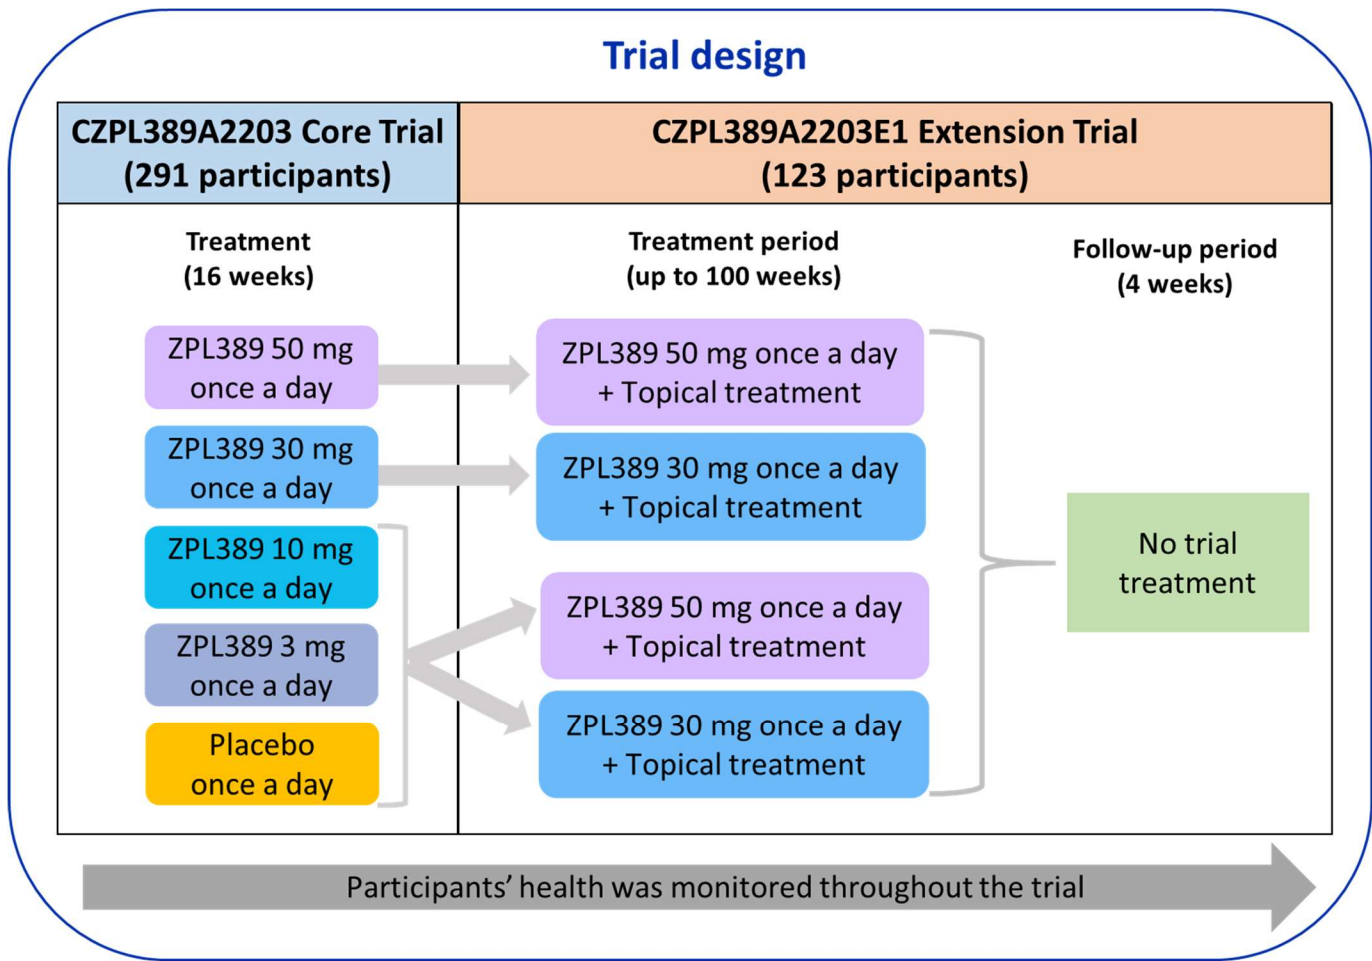 Trial design
CZPL389A2203 Core Trial
(291 participants)
CZPL389A2203E1 Extension Trial
(123 participants)
Treatment
(16 weeks)
Treatment period
(up to 100 weeks)
Follow-up period
(4 weeks)
ZPL389 50 mg
once a day
ZPL389 30 mg
once a day
ZPL389 10 mg
once a day
ZPL389 3 mg
once a day
Placebo
once a day
ZPL389 50 mg once a day
+ Topical treatment
ZPL389 30 mg once a day
+ Topical treatment
ZPL389 50 mg once a day
+ Topical treatment
ZPL389 30 mg once a day
+ Topical treatment
No trial
treatment
Participants’ health was monitored throughout the trial